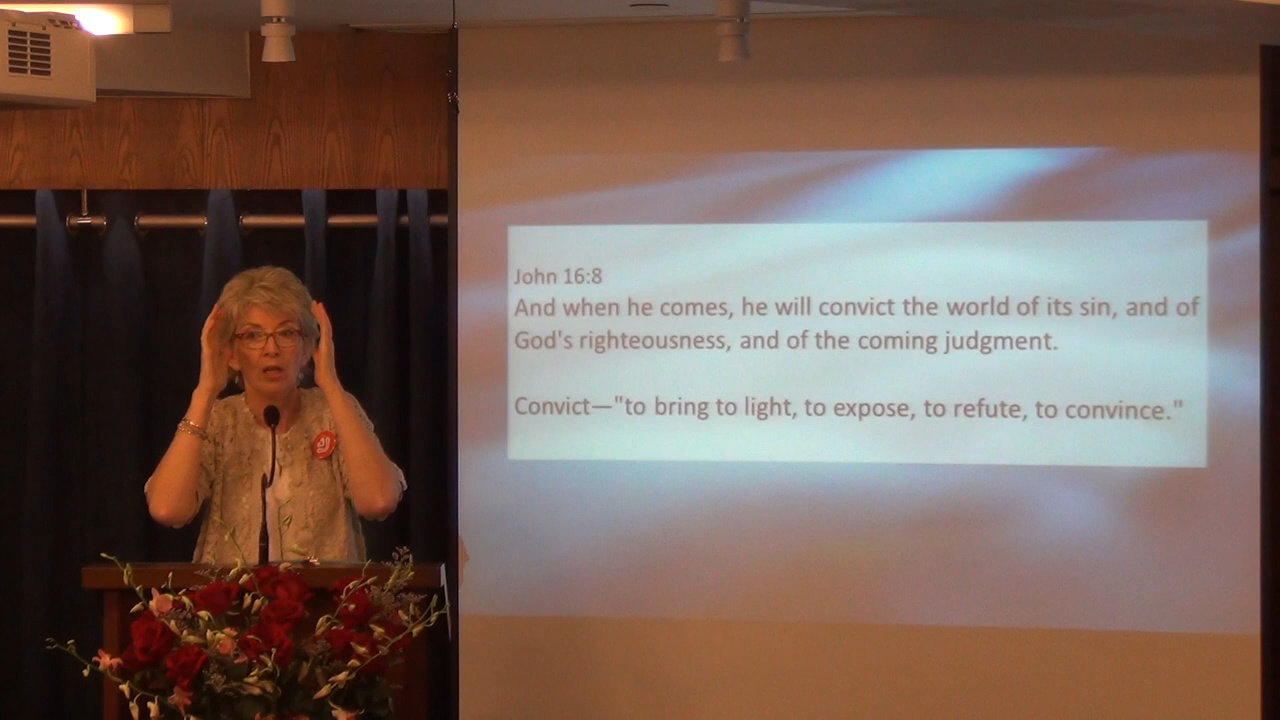 John 16:8
And when he comes, he will convict the world of its sin, and of
God's righteousness, and of the coming judgment.
Convict—"to bring to light, to expose, to refute, to convince."